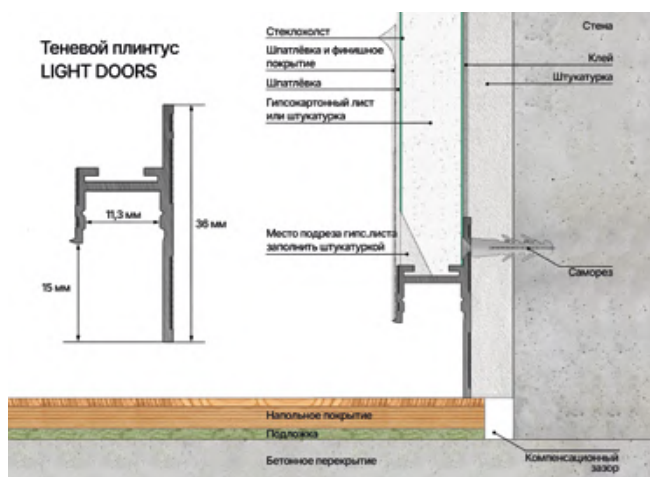 Теневой плинтус
LIGHT DOORS
11,3 мм
36 мм
15 мм
Стеклохолст
Шпатлёвка и финишное
покрытие
Шпатлёвка
Гипсокартонный лист
или штукатурка
Место подреза гипс.листа
заполнить штукатуркой
Стена
Клей
Штукатурка
Саморез
Напольное покрытие
Подложка
Бетонное перекрытие
Компенсационный
зазор